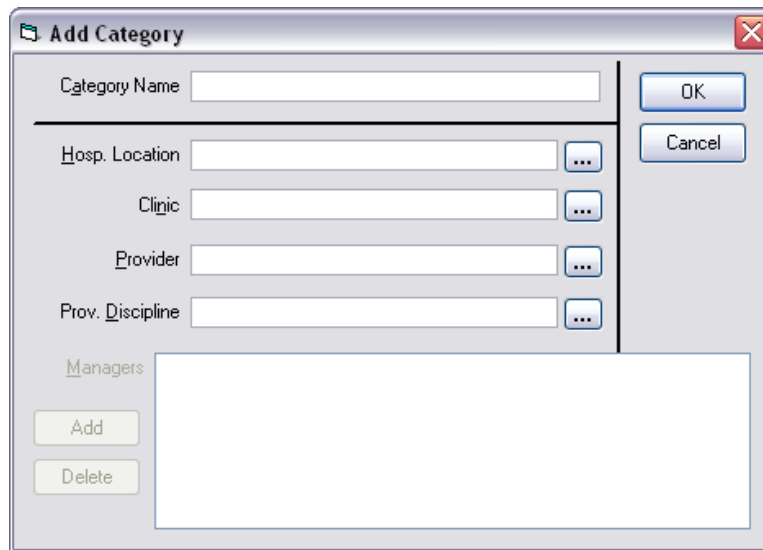 Add Category
Category Name
OK
Cancel
Hosp. Location
...
Clinic
...
Provider
...
Prov. Discipline
...
Managers
Add
Delete